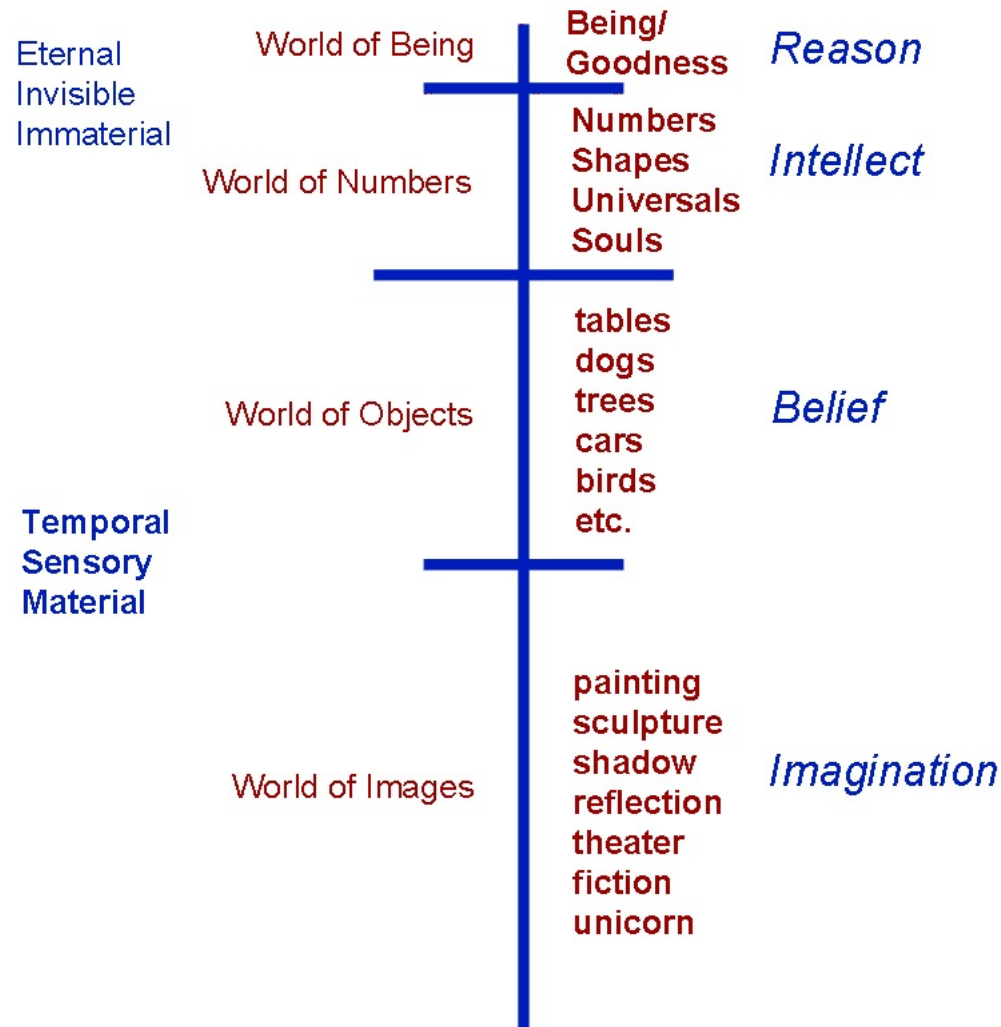 Eternal
Invisible
Immaterial
World of Being
Being/
Goodness
Reason
World of Numbers
Numbers
Shapes
Universals
Souls
Intellect
World of Objects
tables
dogs
trees
cars
birds
etc.
Belief
Temporal
Sensory
Material
World of Images
painting
sculpture
shadow
reflection
theater
fiction
unicorn
Imagination